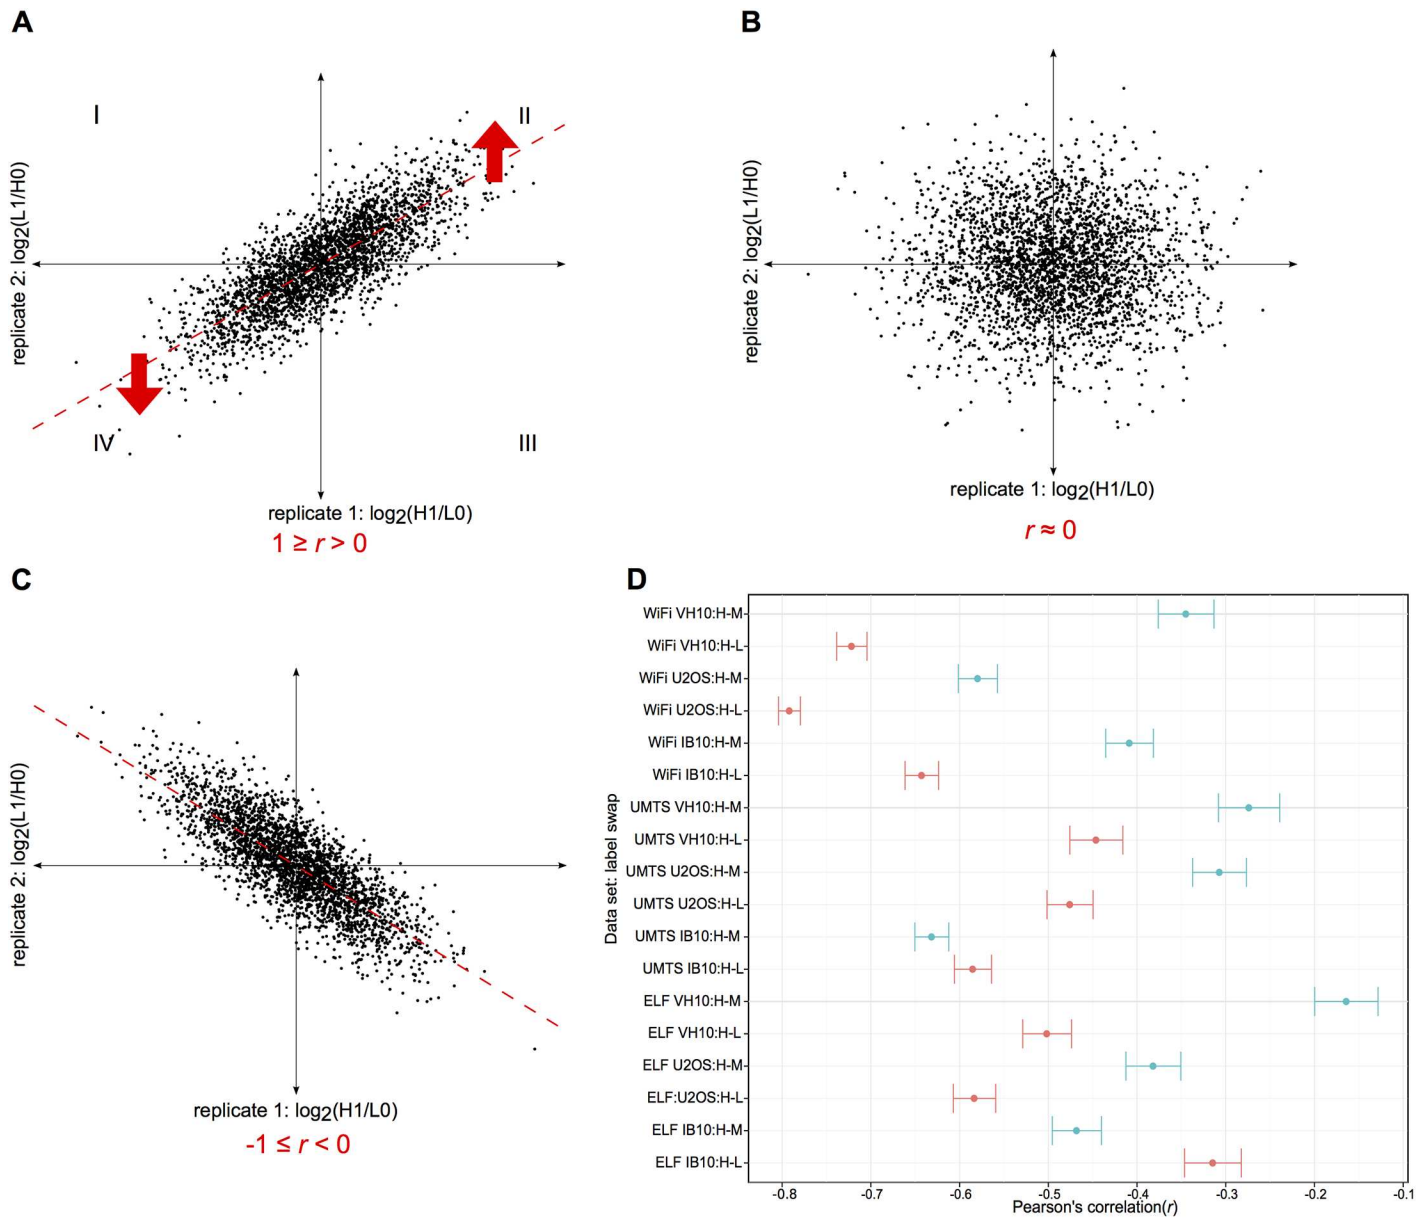 A
I
II
IV
III
replicate 2: log2(L1/H0)
replicate 1: log2(H1/L0)
1 ≥ r > 0
B
replicate 2: log2(L1/H0)
replicate 1: log2(H1/L0)
r ≈ 0
C
replicate 2: log2(L1/H0)
replicate 1: log2(H1/L0)
-1 ≤ r < 0
D
Data set: label swap
WiFi VH10:H-M
WiFi VH10:H-L
WiFi U2OS:H-M
WiFi U2OS:H-L
WiFi IB10:H-M
WiFi IB10:H-L
UMTS VH10:H-M
UMTS VH10:H-L
UMTS U2OS:H-M
UMTS U2OS:H-L
UMTS IB10:H-M
UMTS IB10:H-L
ELF VH10:H-M
ELF VH10:H-L
ELF U2OS:H-M
ELF:U2OS:H-L
ELF IB10:H-M
ELF IB10:H-L
-0.8 -0.7 -0.6 -0.5 -0.4 -0.3 -0.2 -0.1
Pearson's correlation(r)